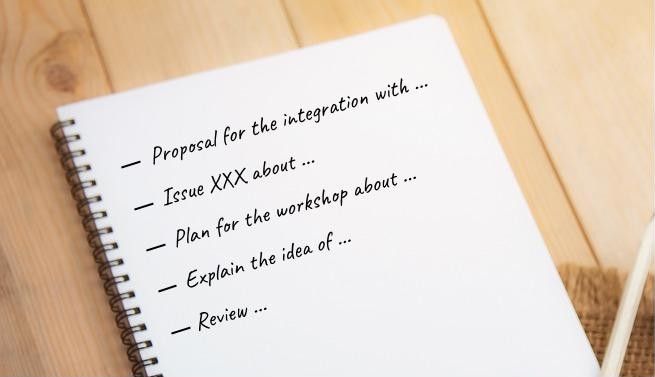 — Proposal for the integration with ...
— Issue XXX about ...
— Plan for the workshop about ...
— Explain the idea of ...
— Review ...